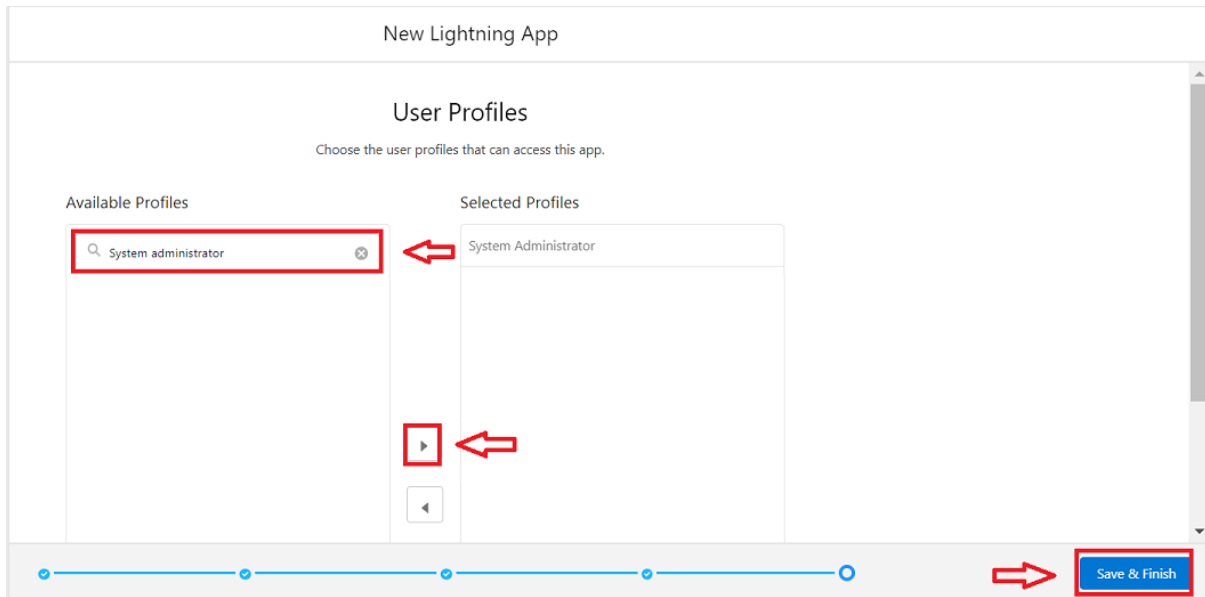 New Lightning App
User Profiles
Choose the user profiles that can access this app.
Available Profiles
Selected Profiles
System administrator
System Administrator
Save & Finish